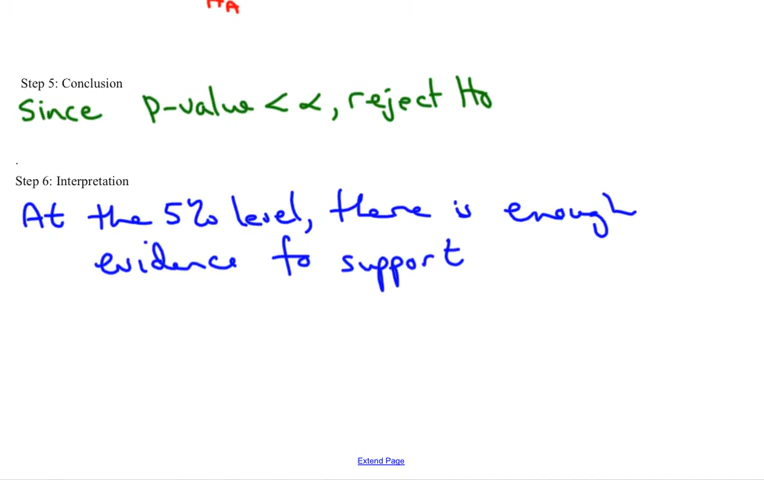 HA
Step 5: Conclusion
Since p-value < α, reject Ho
.
Step 6: Interpretation
At the 5% level, there is enough
evidence to support
Extend Page